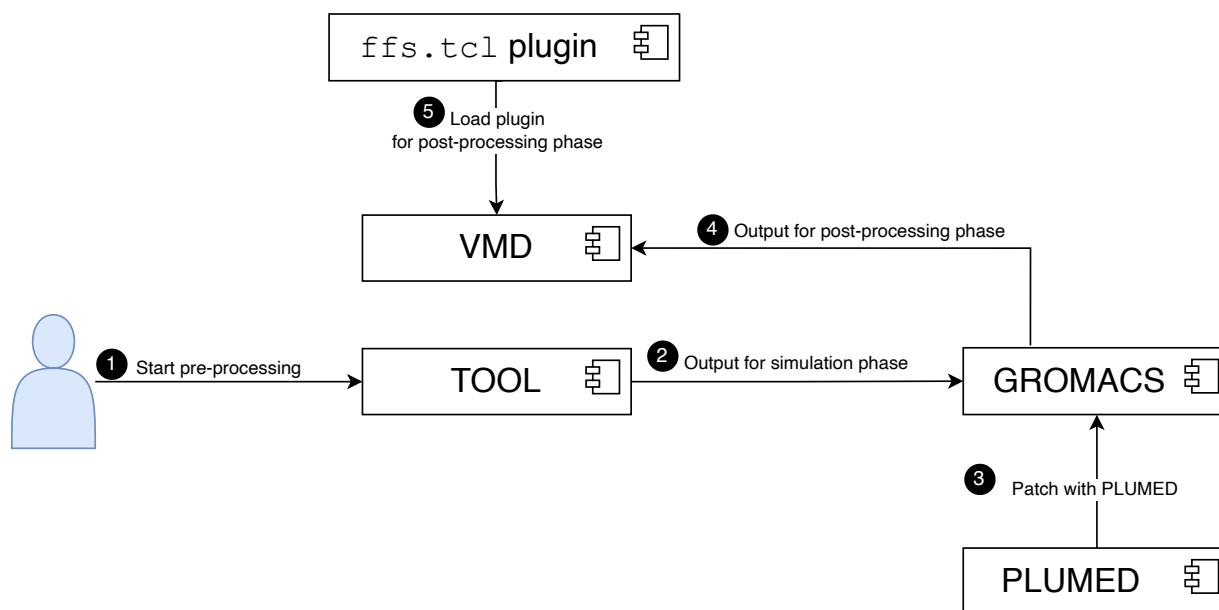 ffs.tcl plugin
5 Load plugin
for post-processing phase
VMD
4 Output for post-processing phase
1 Start pre-processing
TOOL
2 Output for simulation phase
GROMACS
3 Patch with PLUMED
PLUMED